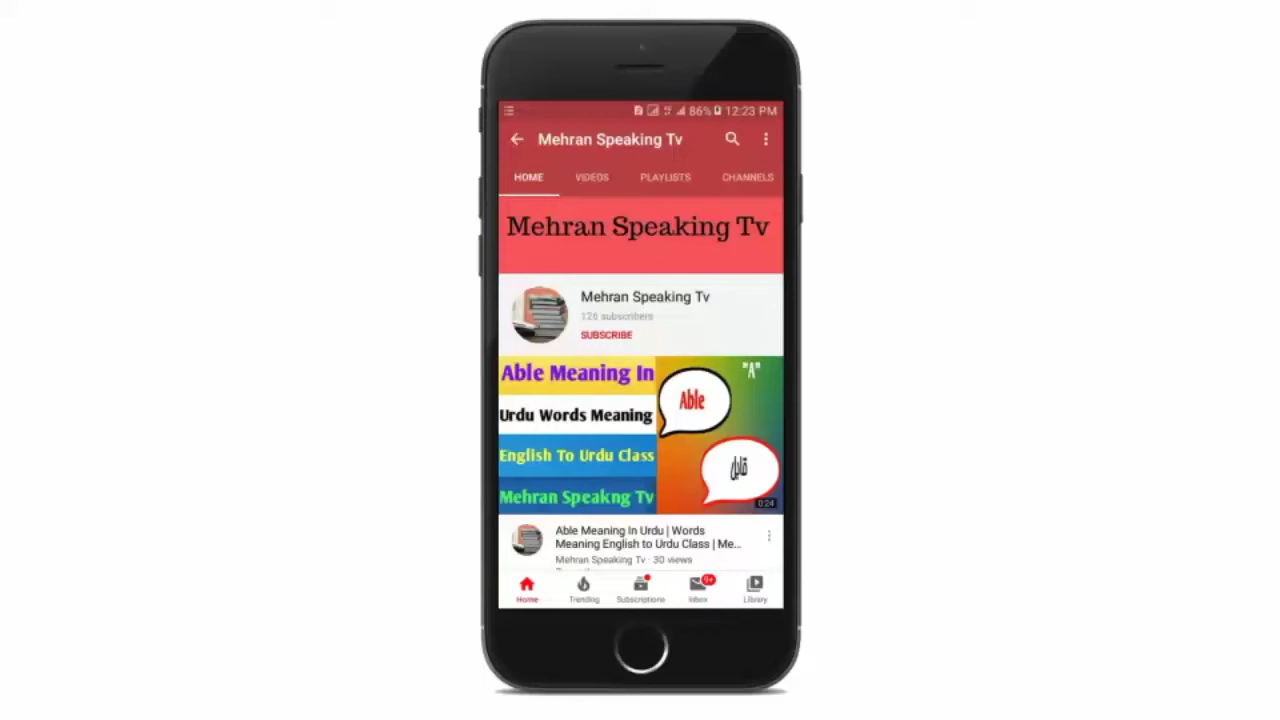 86% 12:23 PM
Mehran Speaking Tv
HOME VIDEOS PLAYLISTS CHANNELS
Mehran Speaking Tv
Mehran Speaking Tv
126 subscribers
SUBSCRIBE
Able Meaning In
Urdu Words Meaning
English To Urdu Class
Mehran Speakng Tv
"A"
Able
قابل
0:24
Able Meaning In Urdu | Words
Meaning English to Urdu Class | Me...
Mehran Speaking Tv · 30 views
9+
Home Trending Subscriptions Inbox Library